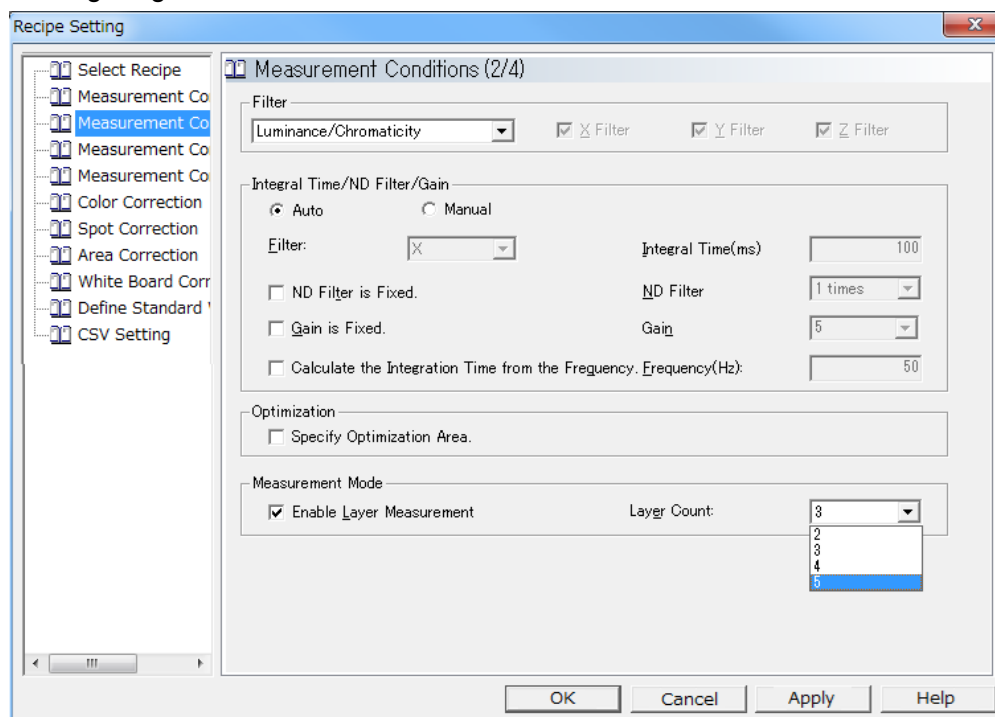 Recipe Setting
Select Recipe
Measurement Co
Measurement Co
Measurement Co
Measurement Co
Color Correction
Spot Correction
Area Correction
White Board Corr
Define Standard
CSV Setting
Measurement Conditions (2/4)
Filter
Luminance/Chromaticity X Filter Y Filter Z Filter
Integral Time/ND Filter/Gain
Auto Manual
Filter: X Integral Time(ms) 100
ND Filter is Fixed. ND Filter 1 times
Gain is Fixed. Gain 5
Calculate the Integration Time from the Freguency. Frequency(Hz): 50
Optimization
Specify Optimization Area.
Measurement Mode
Enable Layer Measurement Layer Count: 3
2
3
4
5
OK Cancel Apply Help